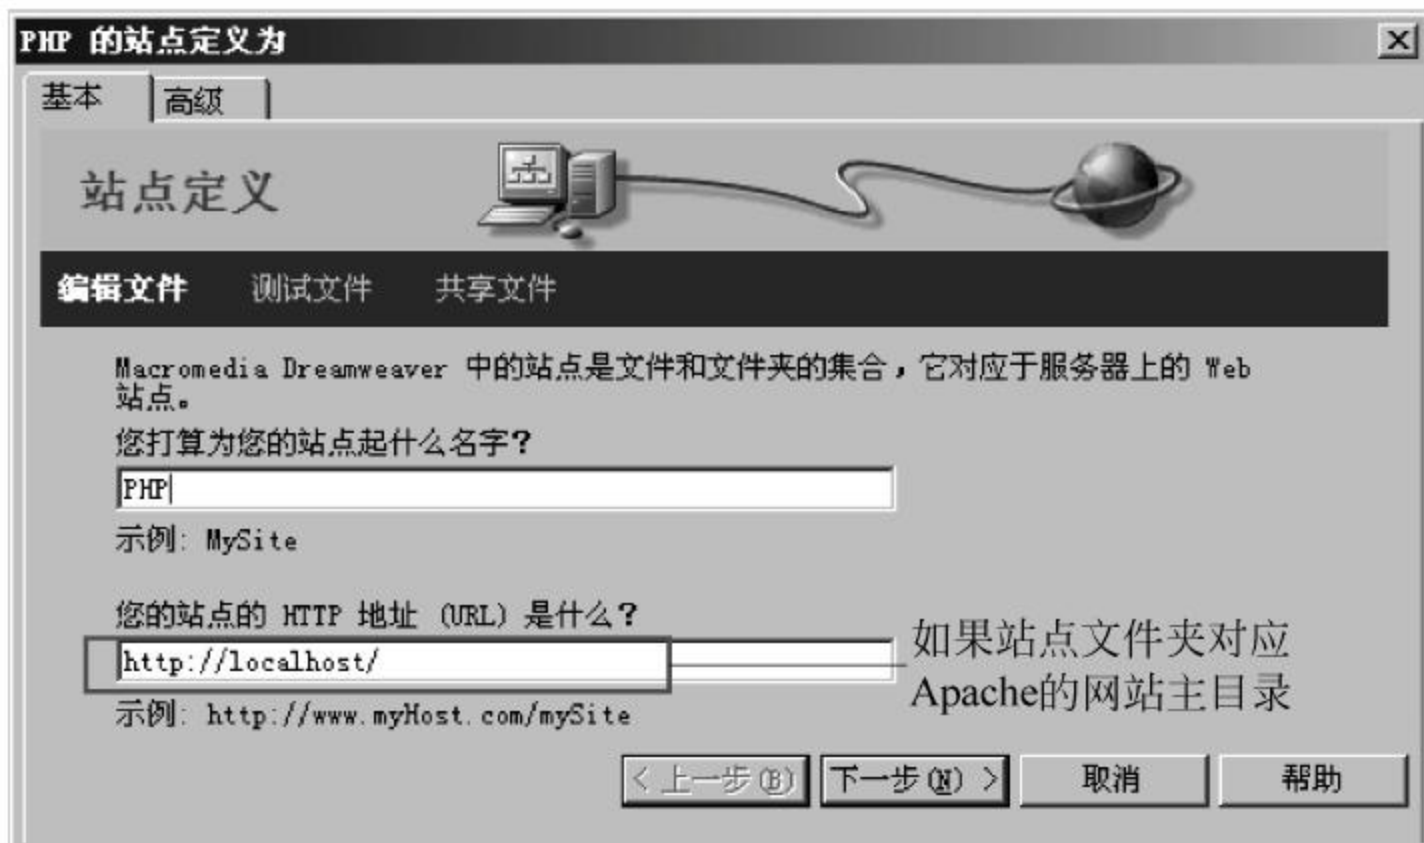 PHP 的站点定义为
基本 高级
站点定义
编辑文件 测试文件 共享文件
Macromedia Dreamweaver 中的站点是文件和文件夹的集合，它对应于服务器上的 Web
站点。
您打算为您的站点起什么名字？
PHP
示例: MySite
您的站点的 HTTP 地址 (URL) 是什么？
http://localhost/
如果站点文件夹对应
Apache的网站主目录
示例: http://www.myHost.com/mySite
< 上一步(B) 下一步(N) > 取消 帮助